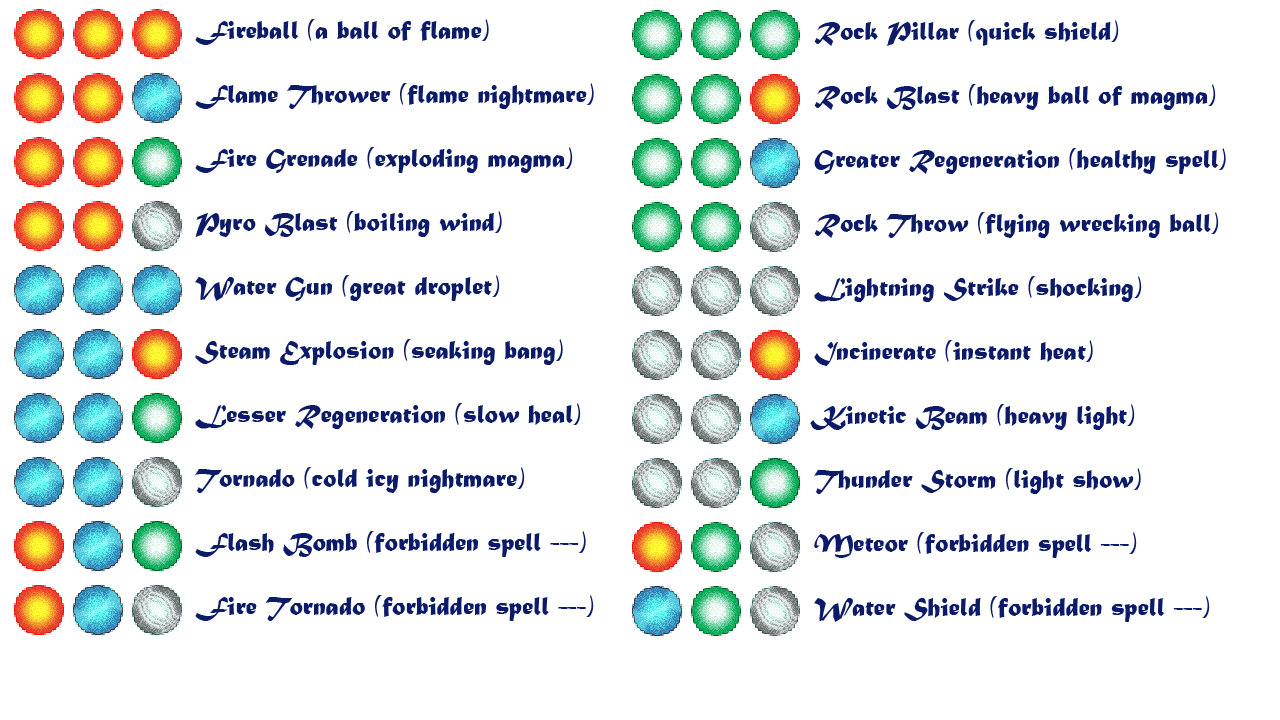 Fireball (a ball of flame)
Flame Thrower (flame nightmare)
Fire Grenade (exploding magma)
Pyro Blast (boiling wind)
Water Gun (great droplet)
Steam Explosion (seaking bang)
Lesser Regeneration (slow heal)
Tornado (cold icy nightmare)
Flash Bomb (forbidden spell ---)
Fire Tornado (forbidden spell ---)
Rock Pillar (quick shield)
Rock Blast (heavy ball of magma)
Greater Regeneration (healthy spell)
Rock Throw (flying wrecking ball)
Lightning Strike (shocking)
Incinerate (instant heat)
Kinetic Beam (heavy light)
Thunder Storm (light show)
Meteor (forbidden spell ---)
Water Shield (forbidden spell ---)